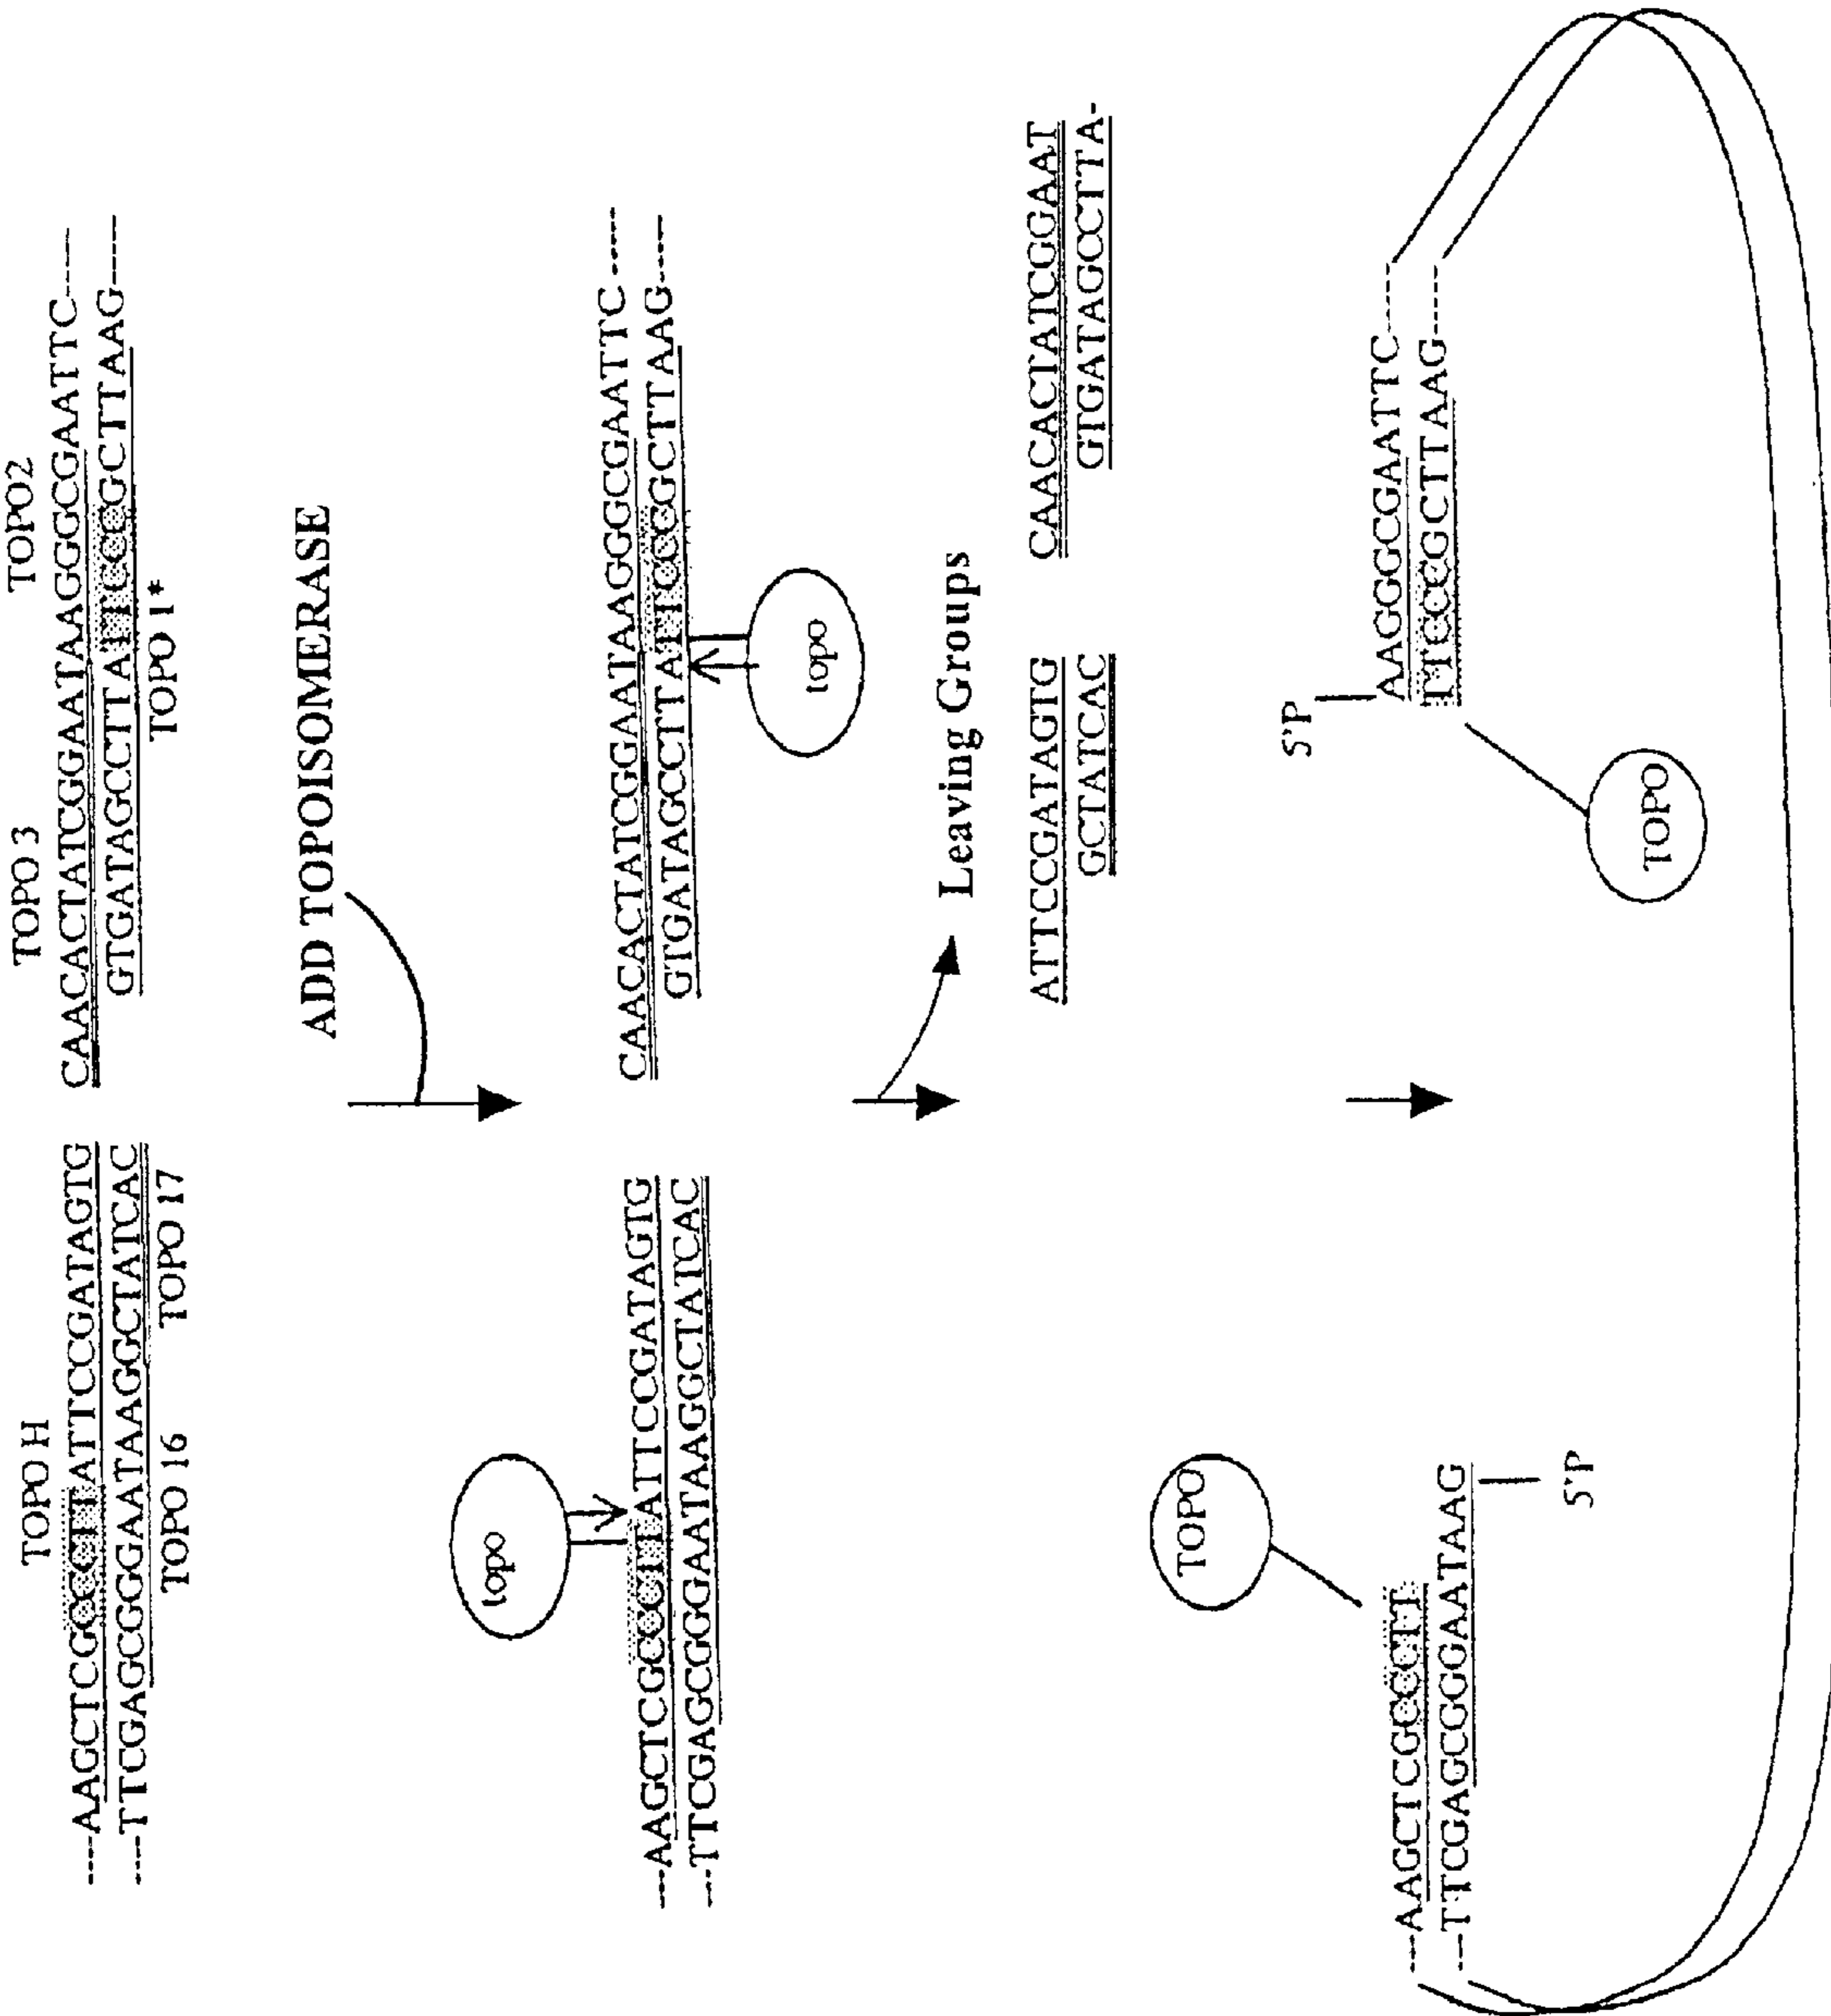 TOPO H TOPO 3 TOPO2
----AAGCTCGCCCTTATTCCGATAGTG CAACACTATCGGAATAAGGGCGAATTC-----
----TTCGAGCGGGAATAAGGCTATCAC GTGATAGCCTTATTCCCGCTTAAG-----
TOPO 16 TOPO 17 TOPO 1*
ADD TOPOISOMERASE
topo
---AAGCTCGCCCTTATTCCGATAGTG CAACACTATCGGAATAAGGGCGAATTC-----
---TTCGAGCGGGAATAAGGCTATCAC GTGATAGCCTTATTCCCGCTTAAG-----
topo
Leaving Groups
ATTCCGATAGTG CAACACTATCGGAAT
GCTATCAC GTGATAGCCTTA-
TOPO 5'P
---AAGCTCGCCCTT AAGGGCGAATTC-----
---TTCGAGCGGGAATAAG TTCCCGCTTAAG-----
5'P TOPO